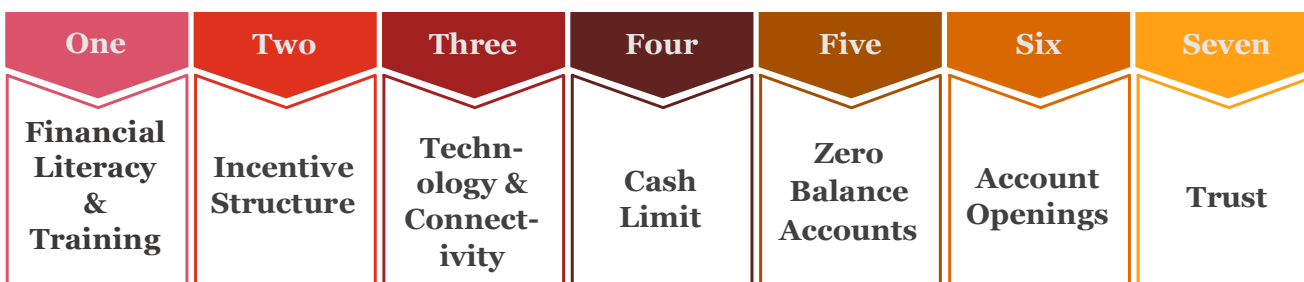 One
Financial
Literacy
&
Training
Two
Incentive
Structure
Three
Techn-
ology &
Connect-
ivity
Four
Cash
Limit
Five
Zero
Balance
Accounts
Six
Account
Openings
Seven
Trust